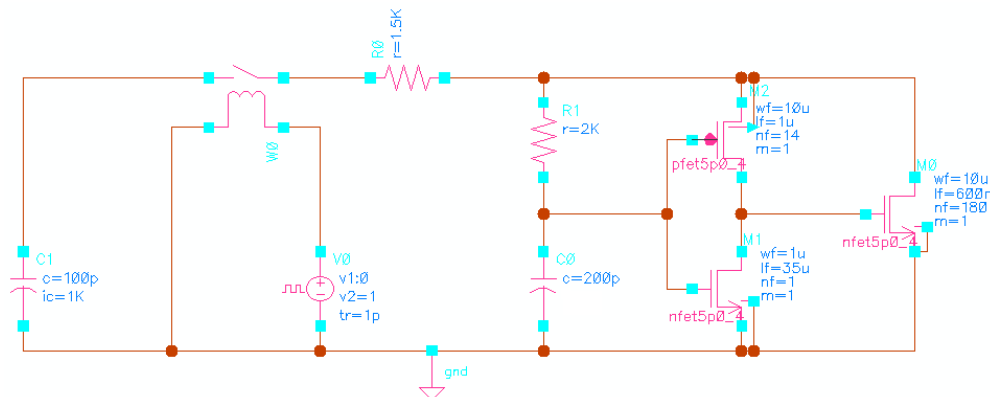 R0
r=1.5K
W0
R1
r=2K
M2
wf=10u
lf=1u
nf=14
m=1
pfet5p0_4
M0
wf=10u
lf=600n
nf=180
m=1
nfet5p0_4
C1
c=100p
ic=1K
V0
v1:0
v2=1
tr=1p
C0
c=200p
M1
wf=1u
lf=35u
nf=1
m=1
nfet5p0_4
gnd